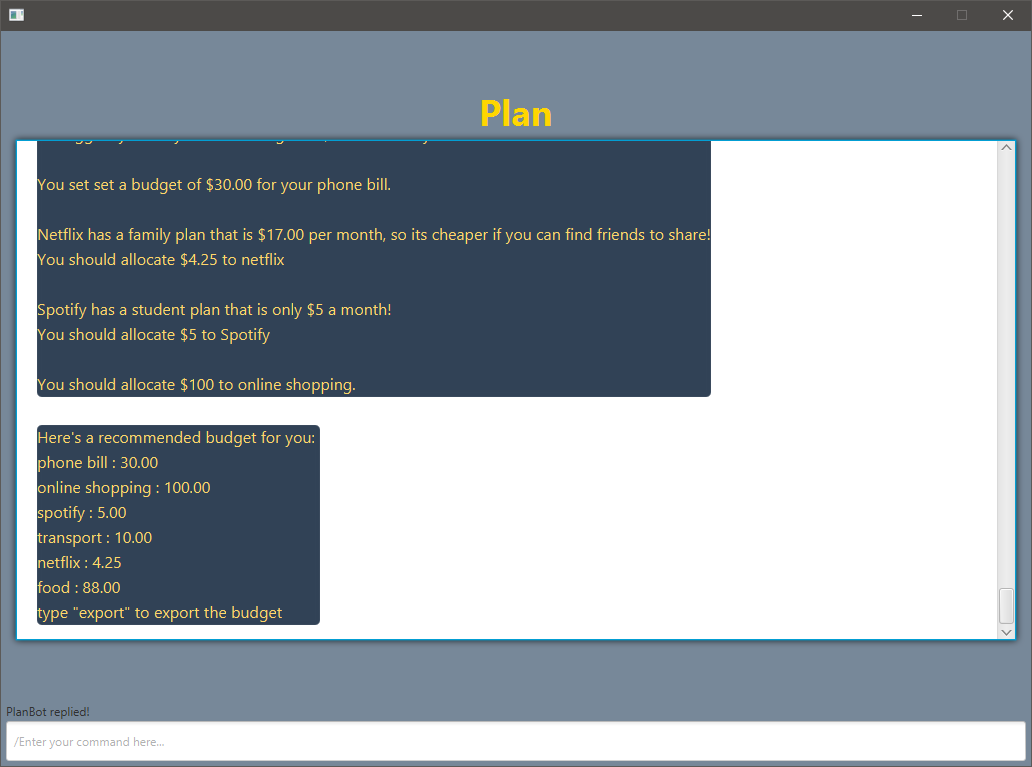 Plan
You set set a budget of $30.00 for your phone bill.
Netflix has a family plan that is $17.00 per month, so its cheaper if you can find friends to share!
You should allocate $4.25 to netflix
Spotify has a student plan that is only $5 a month!
You should allocate $5 to Spotify
You should allocate $100 to online shopping.
Here's a recommended budget for you:
phone bill : 30.00
online shopping : 100.00
spotify : 5.00
transport : 10.00
netflix : 4.25
food : 88.00
type "export" to export the budget
PlanBot replied!
/Enter your command here...